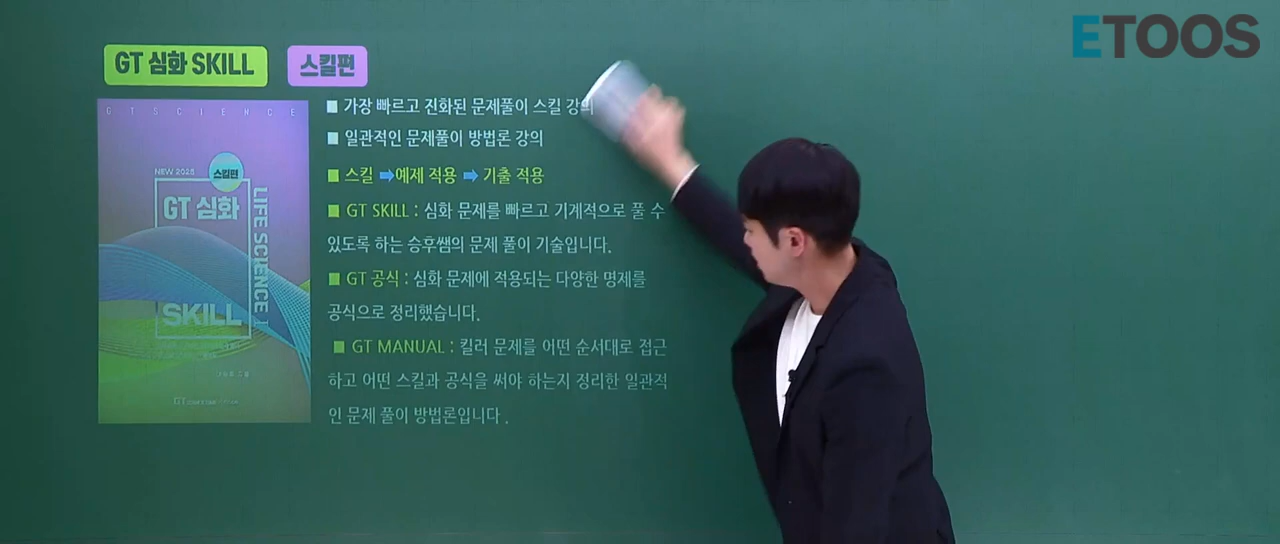 ETOOS
GT 심화 SKILL
스킬편
GTSCIENCE
NEW 2025
스킬편
GT 심화
LIFE SCIENCE I
SKILL
■ 가장 빠르고 진화된 문제풀이 스킬 강의
■ 일관적인 문제풀이 방법론 강의
■ 스킬 ➡예제 적용 ➡ 기출 적용
■ GT SKILL : 심화 문제를 빠르고 기계적으로 풀 수
있도록 하는 승후쌤의 문제 풀이 기술입니다.
■ GT 공식 : 심화 문제에 적용되는 다양한 명제를
공식으로 정리했습니다.
■ GT MANUAL : 킬러 문제를 어떤 순서대로 접근
하고 어떤 스킬과 공식을 써야 하는지 정리한 일관적
인 문제 풀이 방법론입니다.